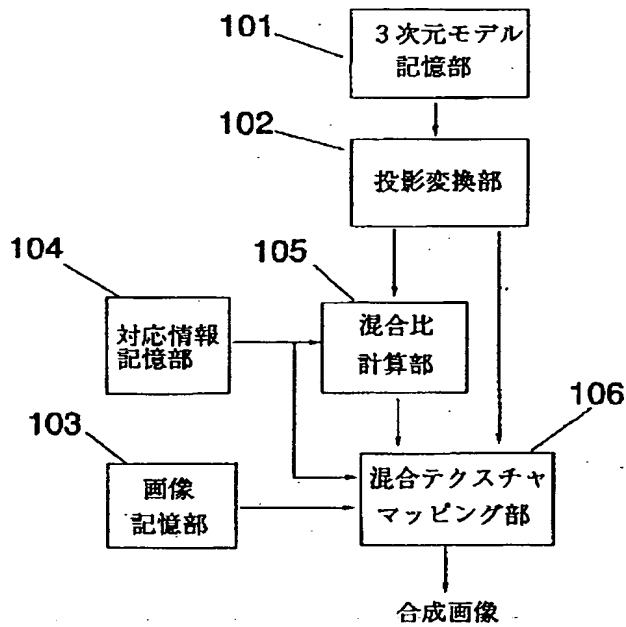 101
3次元モデル
記憶部
102
投影変換部
104
105
対応情報
記憶部
混合比
計算部
106
103
画像
記憶部
混合テクスチャ
マッピング部
合成画像